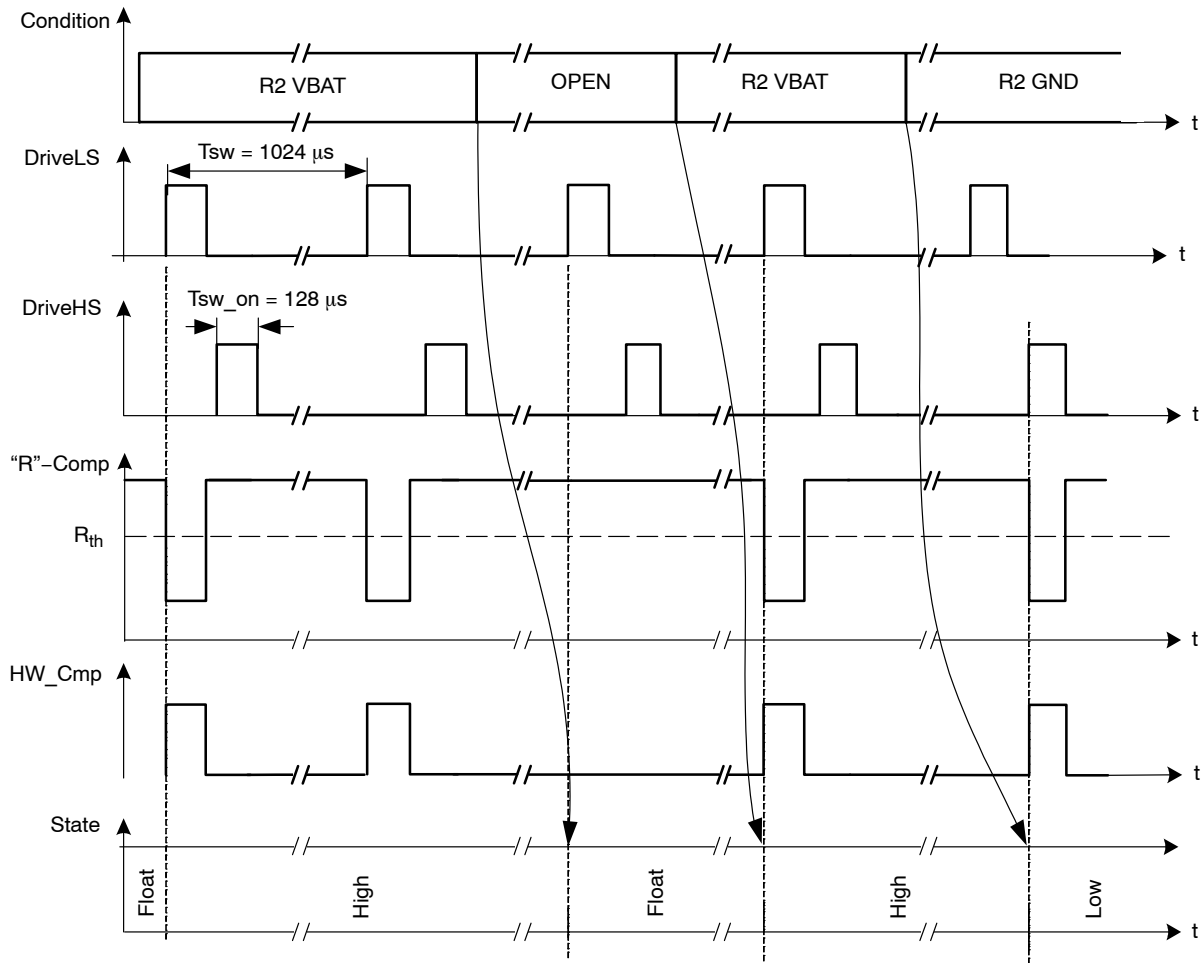 Condition
R2 VBAT
OPEN
R2 VBAT
R2 GND
t
DriveLS
Tsw = 1024 μs
t
DriveHS
Tsw_on = 128 μs
t
“R”−Comp
Rth
t
HW_Cmp
t
State
Float
High
Float
High
Low
t